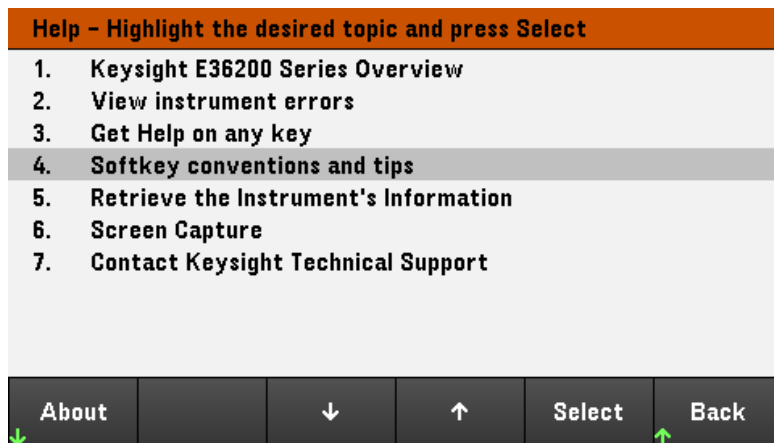 Help – Highlight the desired topic and press Select
1. Keysight E36200 Series Overview
2. View instrument errors
3. Get Help on any key
4. Softkey conventions and tips
5. Retrieve the Instrument's Information
6. Screen Capture
7. Contact Keysight Technical Support
About ↓ ↑ Select Back